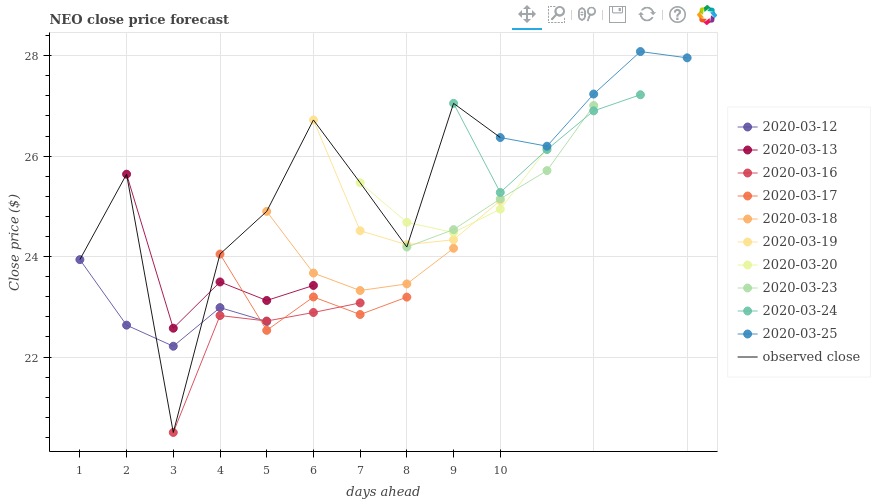 NEO close price forecast
28
26
24
22
Close price ($)
1 2 3 4 5 6 7 8 9 10
days ahead
2020-03-12
2020-03-13
2020-03-16
2020-03-17
2020-03-18
2020-03-19
2020-03-20
2020-03-23
2020-03-24
2020-03-25
observed close